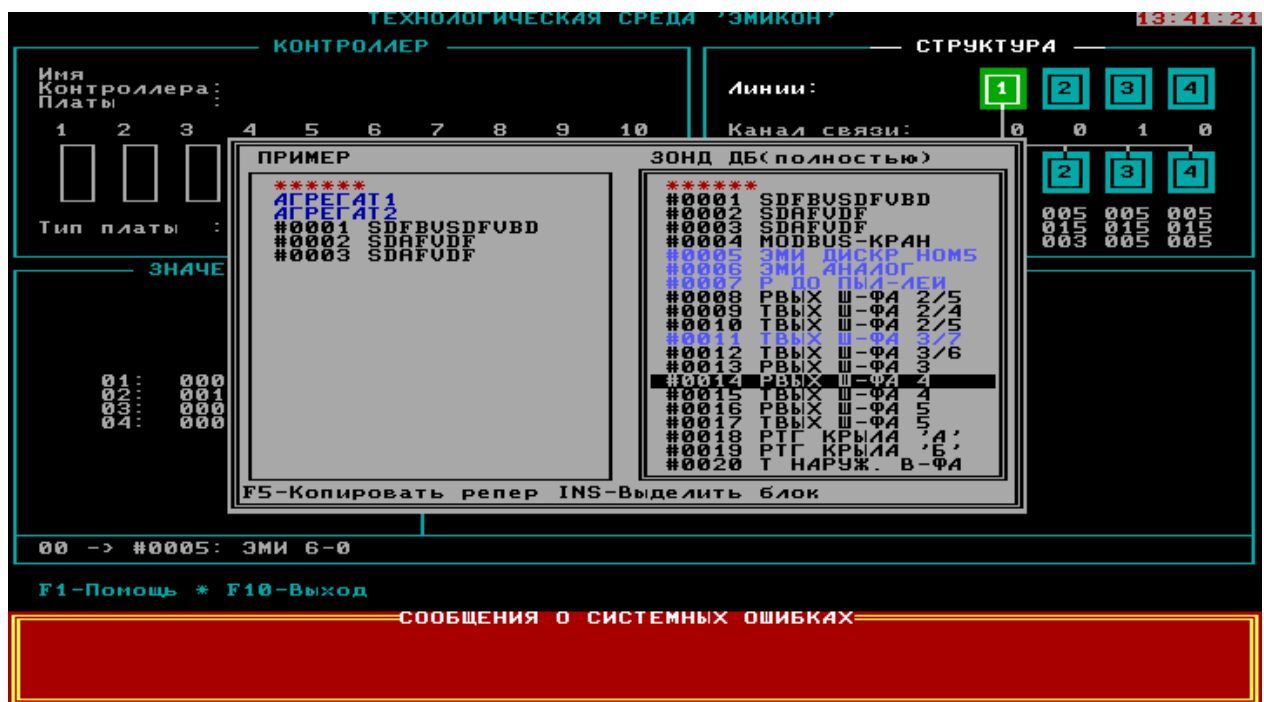 ТЕХНОЛОГИЧЕСКАЯ СРЕДА 'ЭМИКОН' 13:41:21
КОНТРОЛЛЕР
Имя
Контроллера:
Платы :
1 2 3 4 5 6 7 8 9 10
Тип платы :
СТРУКТУРА
Линии: 1 2 3 4
Канал связи: 0 0 1 0
2 3 4
005 005 005
015 015 015
003 005 005
ЗНАЧЕ
01: 000
02: 001
03: 000
04: 000
ПРИМЕР
******
АГРЕГАТ1
АГРЕГАТ2
#0001 SDFBVSDFVBD
#0002 SDAFVDF
#0003 SDAFVDF
ЗОНД ДБ(полностью)
******
#0001 SDFBVSDFVBD
#0002 SDAFVDF
#0003 SDAFVDF
#0004 MODBUS-КРАН
#0005 ЭМИ ДИСКР НОМ5
#0006 ЭМИ АНАЛОГ
#0007 Р ДО ПЫЛ-ЛЕЙ
#0008 РВЫХ Ш-ФА 2/5
#0009 ТВЫХ Ш-ФА 2/4
#0010 ТВЫХ Ш-ФА 2/5
#0011 ТВЫХ Ш-ФА 3/7
#0012 ТВЫХ Ш-ФА 3/6
#0013 РВЫХ Ш-ФА 3
#0014 РВЫХ Ш-ФА 4
#0015 ТВЫХ Ш-ФА 4
#0016 РВЫХ Ш-ФА 5
#0017 ТВЫХ Ш-ФА 5
#0018 РТГ КРЫЛА 'А'
#0019 РТГ КРЫЛА 'Б'
#0020 Т НАРУЖ. В-ФА
F5-Копировать репер INS-Выделить блок
00 -> #0005: ЭМИ 6-0
F1-Помощь * F10-Выход
СООБЩЕНИЯ О СИСТЕМНЫХ ОШИБКАХ